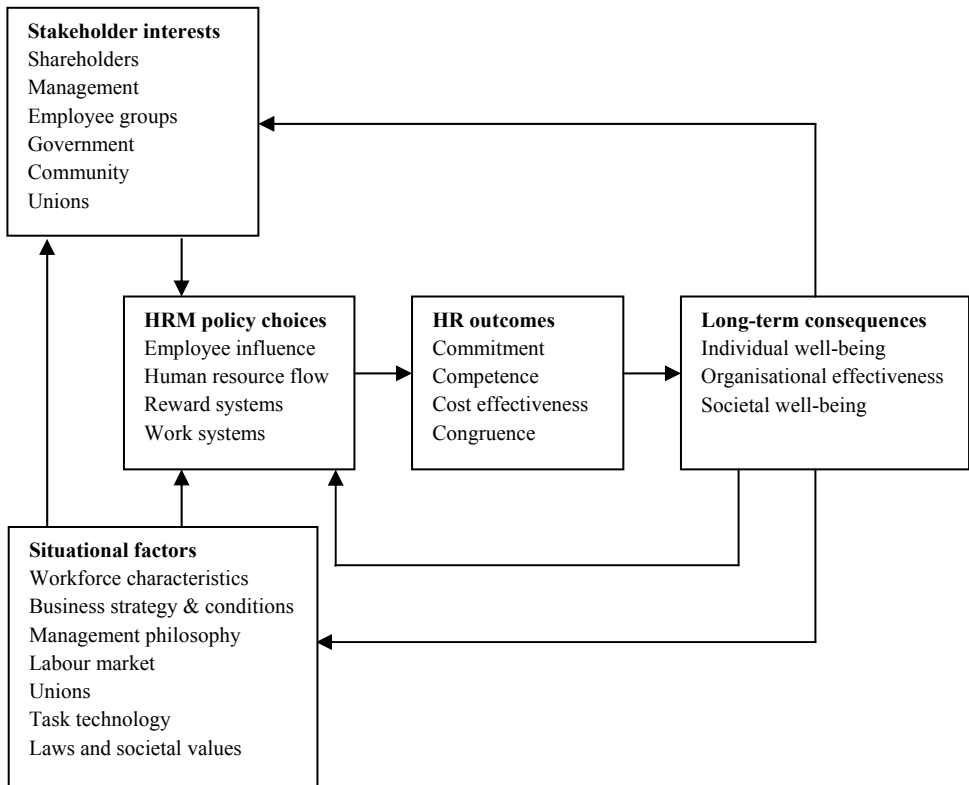 Stakeholder interests
Shareholders
Management
Employee groups
Government
Community
Unions
HRM policy choices
Employee influence
Human resource flow
Reward systems
Work systems
HR outcomes
Commitment
Competence
Cost effectiveness
Congruence
Long-term consequences
Individual well-being
Organisational effectiveness
Societal well-being
Situational factors
Workforce characteristics
Business strategy & conditions
Management philosophy
Labour market
Unions
Task technology
Laws and societal values